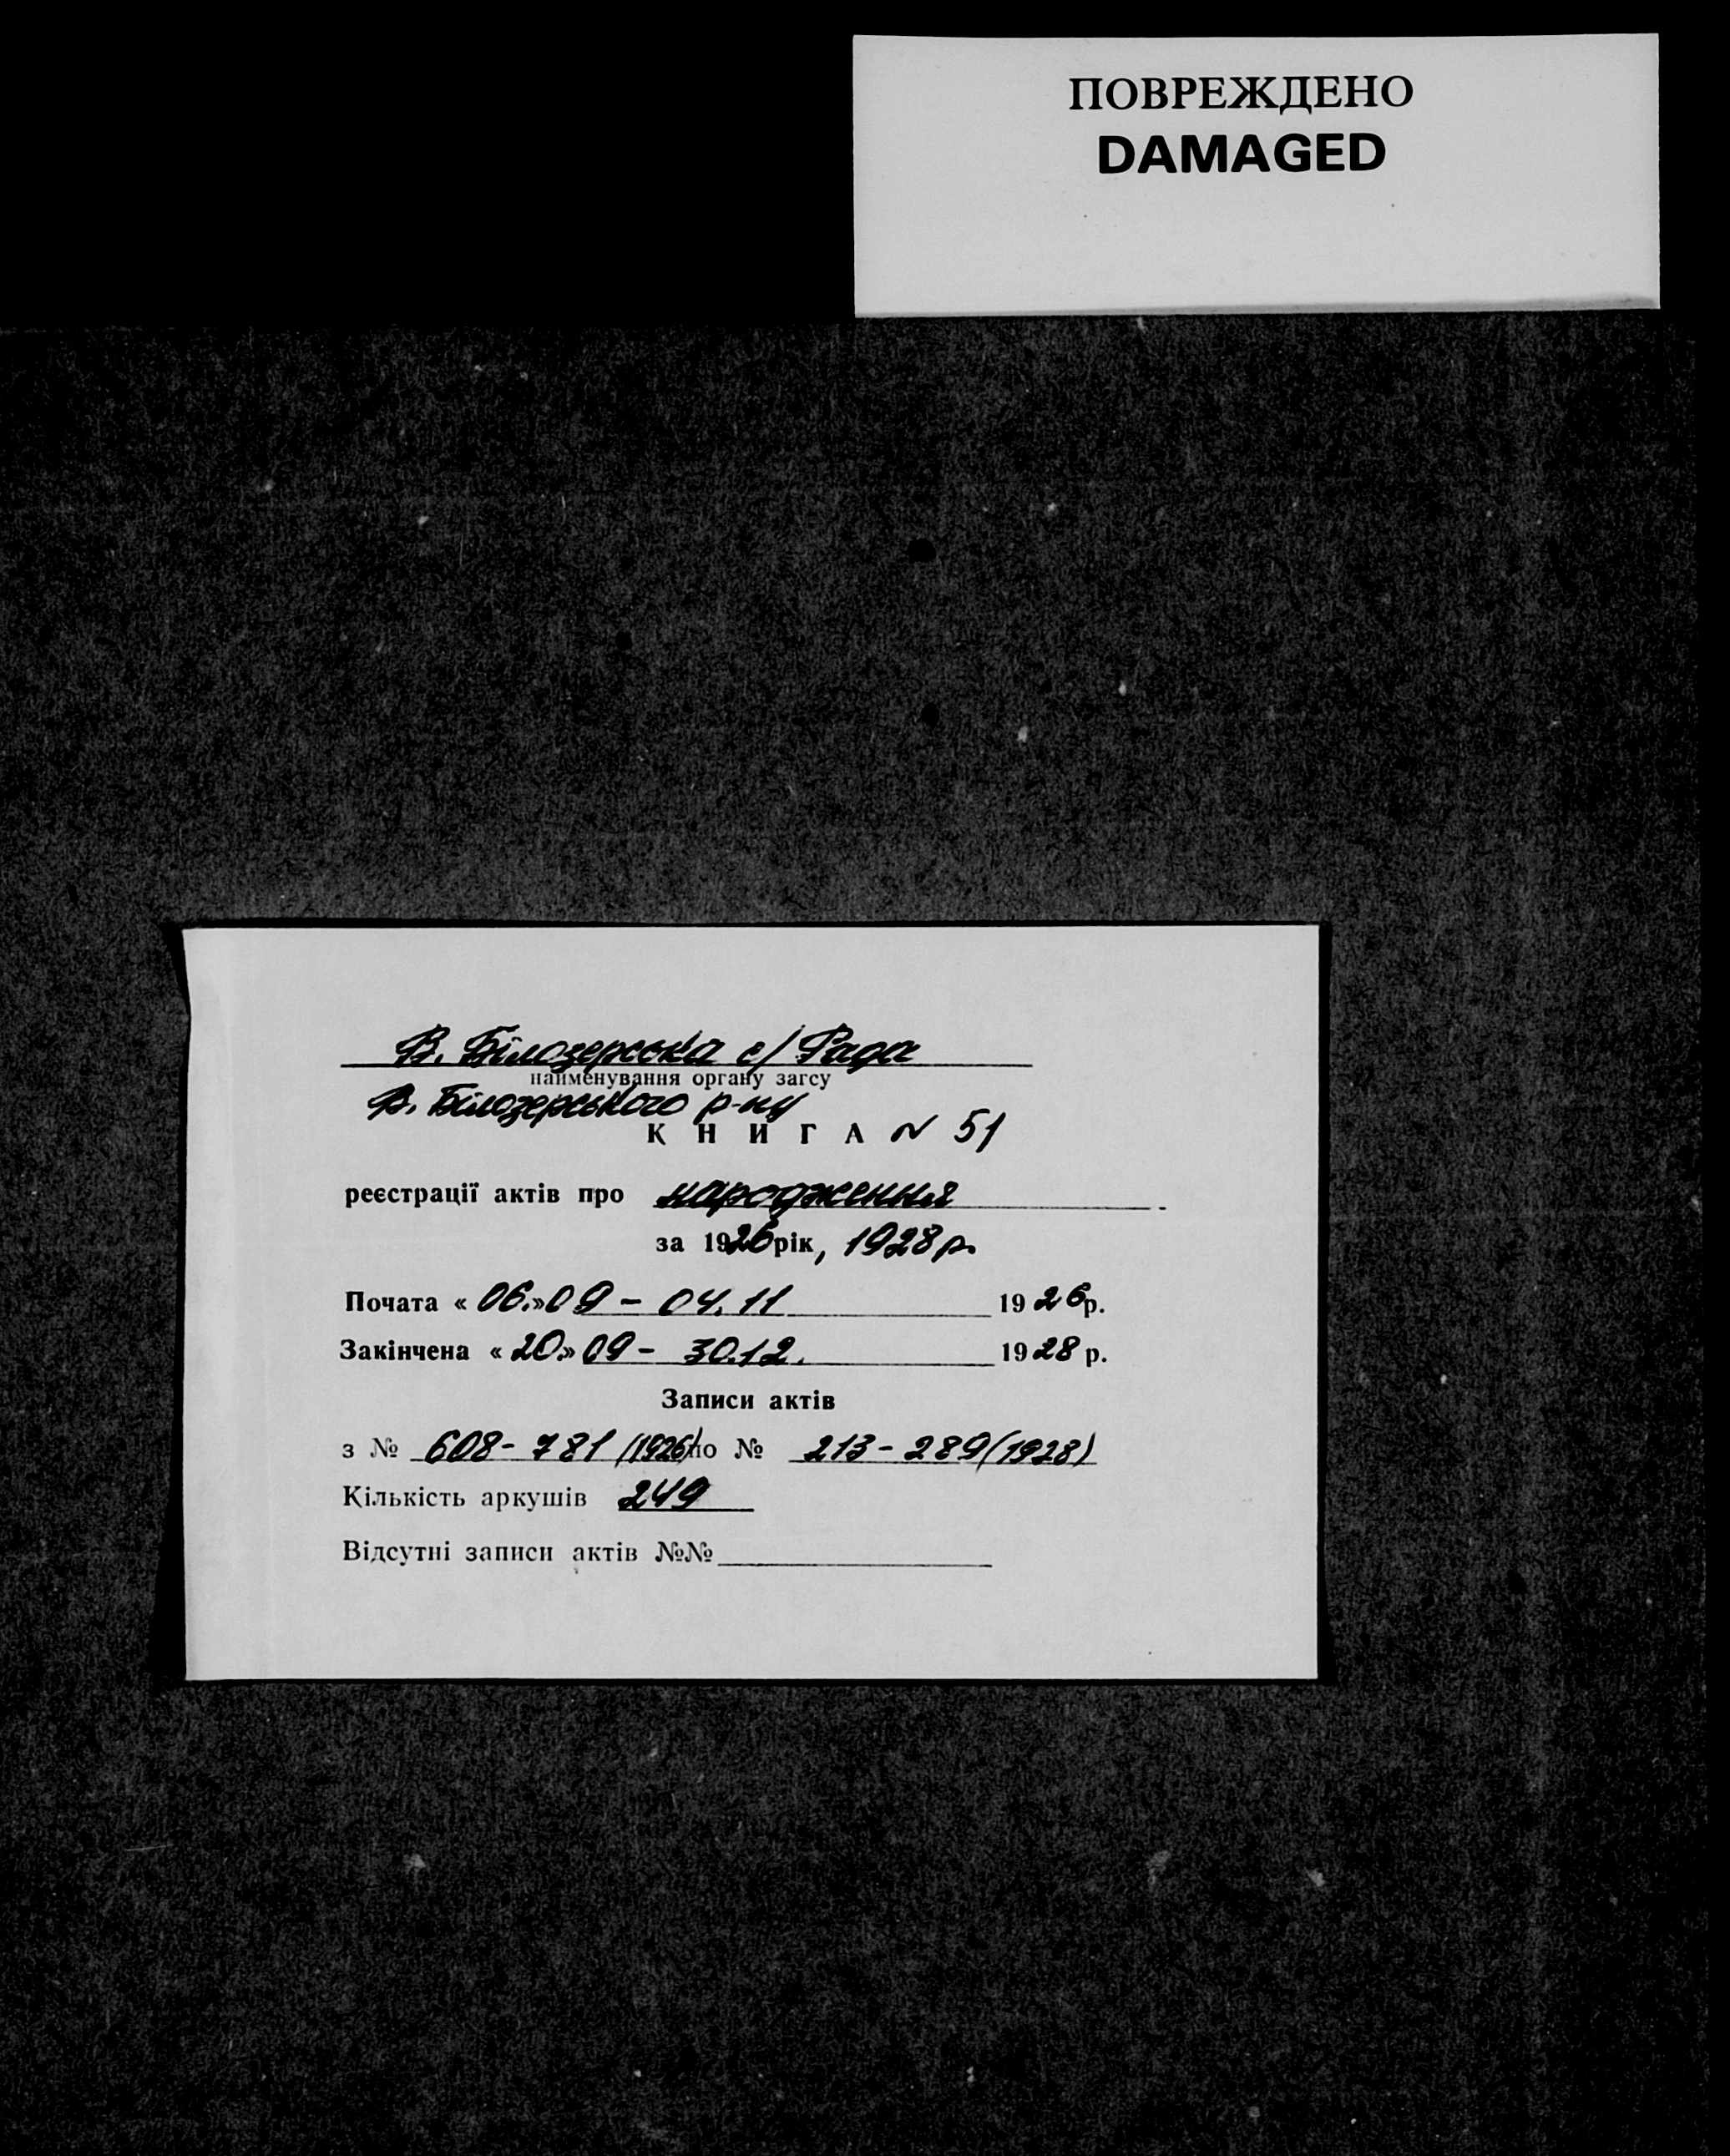 ПОВРЕЖДЕНО
DAMAGED
В. Білозерська с/Рада
найменування органу загсу
В. Білозерського р-ну
КНИГА N 51
реєстрації актів про народження.
за 1926 рік, 1928 р.
Почата «06.» 09 - 04.11 1926 р.
Закінчена «20.» 09 - 30.12. 1928 р.
Записи актів
з № 608 - 781 (1926) по № 213 - 289 (1928)
Кількість аркушів 249
Відсутні записи актів №№